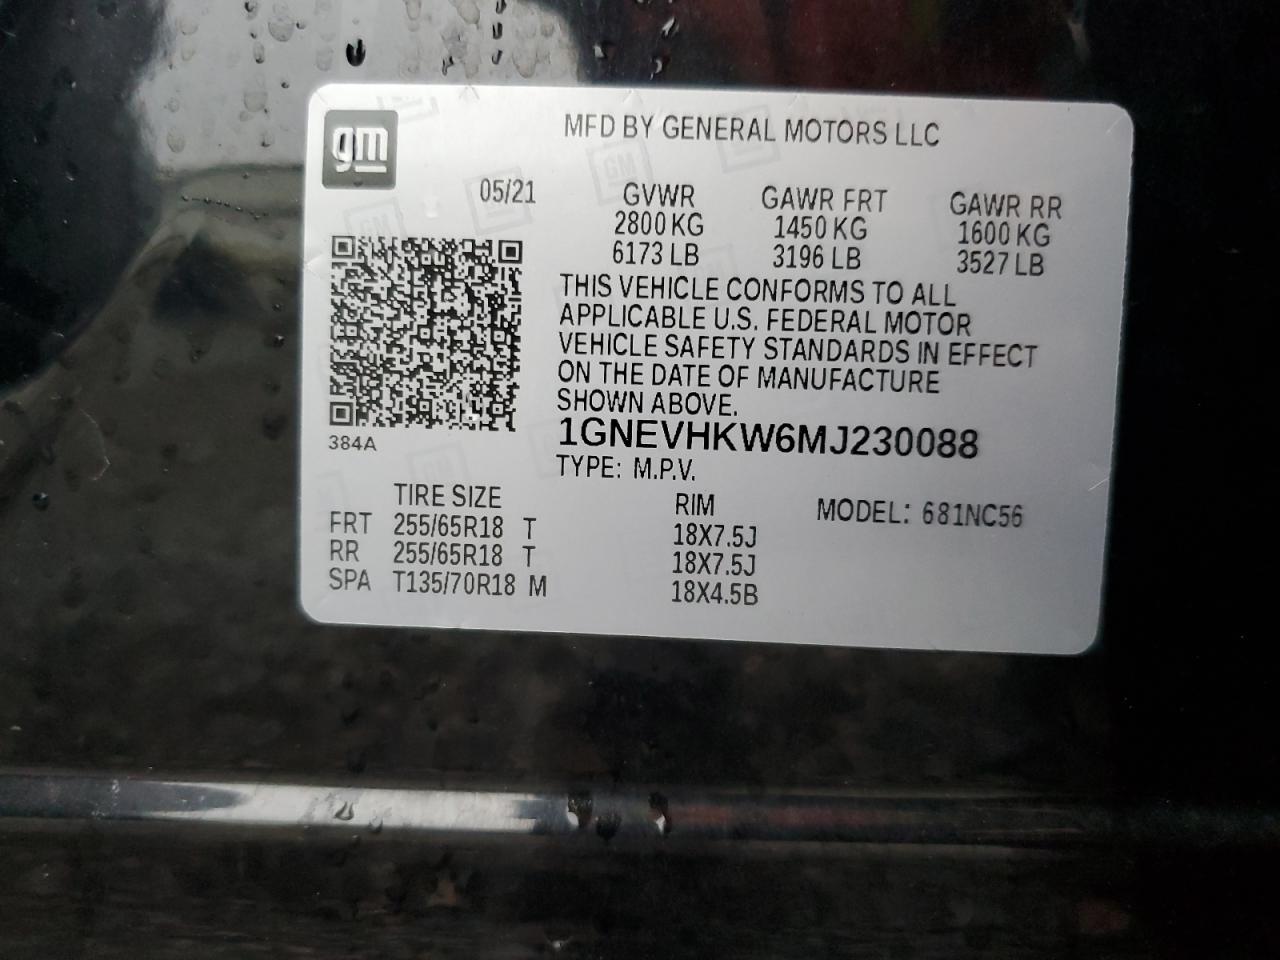 gm
MFD BY GENERAL MOTORS LLC
05/21 GVWR GAWR FRT GAWR RR
2800 KG 1450 KG 1600 KG
6173 LB 3196 LB 3527 LB
THIS VEHICLE CONFORMS TO ALL
APPLICABLE U.S. FEDERAL MOTOR
VEHICLE SAFETY STANDARDS IN EFFECT
ON THE DATE OF MANUFACTURE
SHOWN ABOVE.
384A
1GNEVHKW6MJ230088
TYPE: M.P.V.
TIRE SIZE RIM MODEL: 681NC56
FRT 255/65R18 T 18X7.5J
RR 255/65R18 T 18X7.5J
SPA T135/70R18 M 18X4.5B